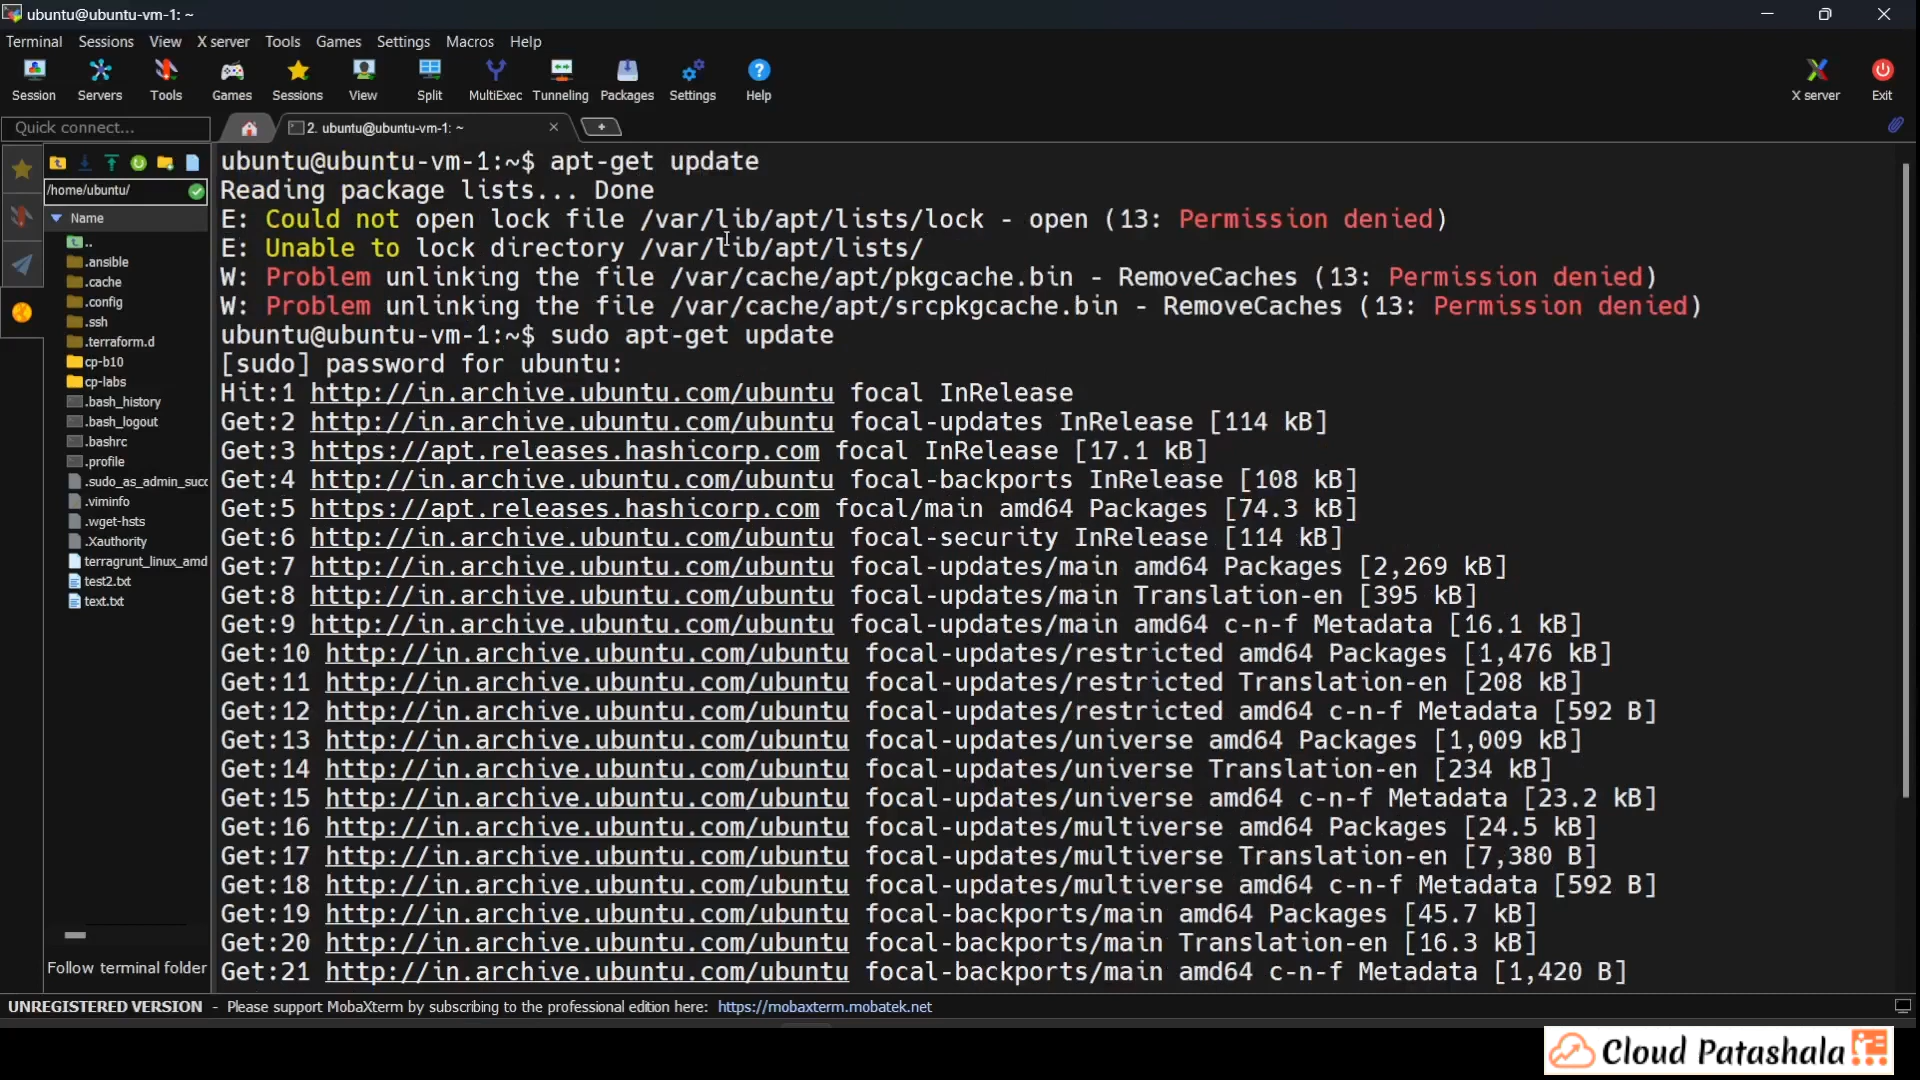 ubuntu@ubuntu-vm-1: ~
Terminal Sessions View X server Tools Games Settings Macros Help
Session Servers Tools Games Sessions View Split MultiExec Tunneling Packages Settings Help X server Exit
Quick connect...
2. ubuntu@ubuntu-vm-1: ~
/home/ubuntu/
Name
..
.ansible
.cache
.config
.ssh
.terraform.d
cp-b10
cp-labs
.bash_history
.bash_logout
.bashrc
.profile
.sudo_as_admin_succ
.viminfo
.wget-hsts
.Xauthority
terragrunt_linux_amd
test2.txt
text.txt
Follow terminal folder
ubuntu@ubuntu-vm-1:~$ apt-get update
Reading package lists... Done
E: Could not open lock file /var/lib/apt/lists/lock - open (13: Permission denied)
E: Unable to lock directory /var/lib/apt/lists/
W: Problem unlinking the file /var/cache/apt/pkgcache.bin - RemoveCaches (13: Permission denied)
W: Problem unlinking the file /var/cache/apt/srcpkgcache.bin - RemoveCaches (13: Permission denied)
ubuntu@ubuntu-vm-1:~$ sudo apt-get update
[sudo] password for ubuntu:
Hit:1 http://in.archive.ubuntu.com/ubuntu focal InRelease
Get:2 http://in.archive.ubuntu.com/ubuntu focal-updates InRelease [114 kB]
Get:3 https://apt.releases.hashicorp.com focal InRelease [17.1 kB]
Get:4 http://in.archive.ubuntu.com/ubuntu focal-backports InRelease [108 kB]
Get:5 https://apt.releases.hashicorp.com focal/main amd64 Packages [74.3 kB]
Get:6 http://in.archive.ubuntu.com/ubuntu focal-security InRelease [114 kB]
Get:7 http://in.archive.ubuntu.com/ubuntu focal-updates/main amd64 Packages [2,269 kB]
Get:8 http://in.archive.ubuntu.com/ubuntu focal-updates/main Translation-en [395 kB]
Get:9 http://in.archive.ubuntu.com/ubuntu focal-updates/main amd64 c-n-f Metadata [16.1 kB]
Get:10 http://in.archive.ubuntu.com/ubuntu focal-updates/restricted amd64 Packages [1,476 kB]
Get:11 http://in.archive.ubuntu.com/ubuntu focal-updates/restricted Translation-en [208 kB]
Get:12 http://in.archive.ubuntu.com/ubuntu focal-updates/restricted amd64 c-n-f Metadata [592 B]
Get:13 http://in.archive.ubuntu.com/ubuntu focal-updates/universe amd64 Packages [1,009 kB]
Get:14 http://in.archive.ubuntu.com/ubuntu focal-updates/universe Translation-en [234 kB]
Get:15 http://in.archive.ubuntu.com/ubuntu focal-updates/universe amd64 c-n-f Metadata [23.2 kB]
Get:16 http://in.archive.ubuntu.com/ubuntu focal-updates/multiverse amd64 Packages [24.5 kB]
Get:17 http://in.archive.ubuntu.com/ubuntu focal-updates/multiverse Translation-en [7,380 B]
Get:18 http://in.archive.ubuntu.com/ubuntu focal-updates/multiverse amd64 c-n-f Metadata [592 B]
Get:19 http://in.archive.ubuntu.com/ubuntu focal-backports/main amd64 Packages [45.7 kB]
Get:20 http://in.archive.ubuntu.com/ubuntu focal-backports/main Translation-en [16.3 kB]
Get:21 http://in.archive.ubuntu.com/ubuntu focal-backports/main amd64 c-n-f Metadata [1,420 B]
UNREGISTERED VERSION - Please support MobaXterm by subscribing to the professional edition here: https://mobaxterm.mobatek.net
Cloud Patashala